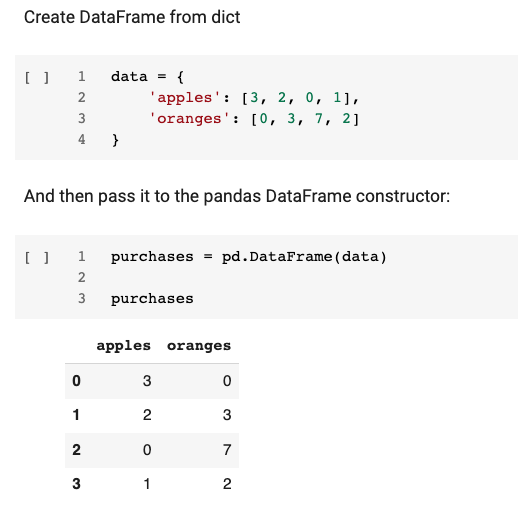 Create DataFrame from dict
[ ] 1 data = {
2 'apples': [3, 2, 0, 1],
3 'oranges': [0, 3, 7, 2]
4 }
And then pass it to the pandas DataFrame constructor:
[ ] 1 purchases = pd.DataFrame(data)
2
3 purchases
apples oranges
0 3 0
1 2 3
2 0 7
3 1 2